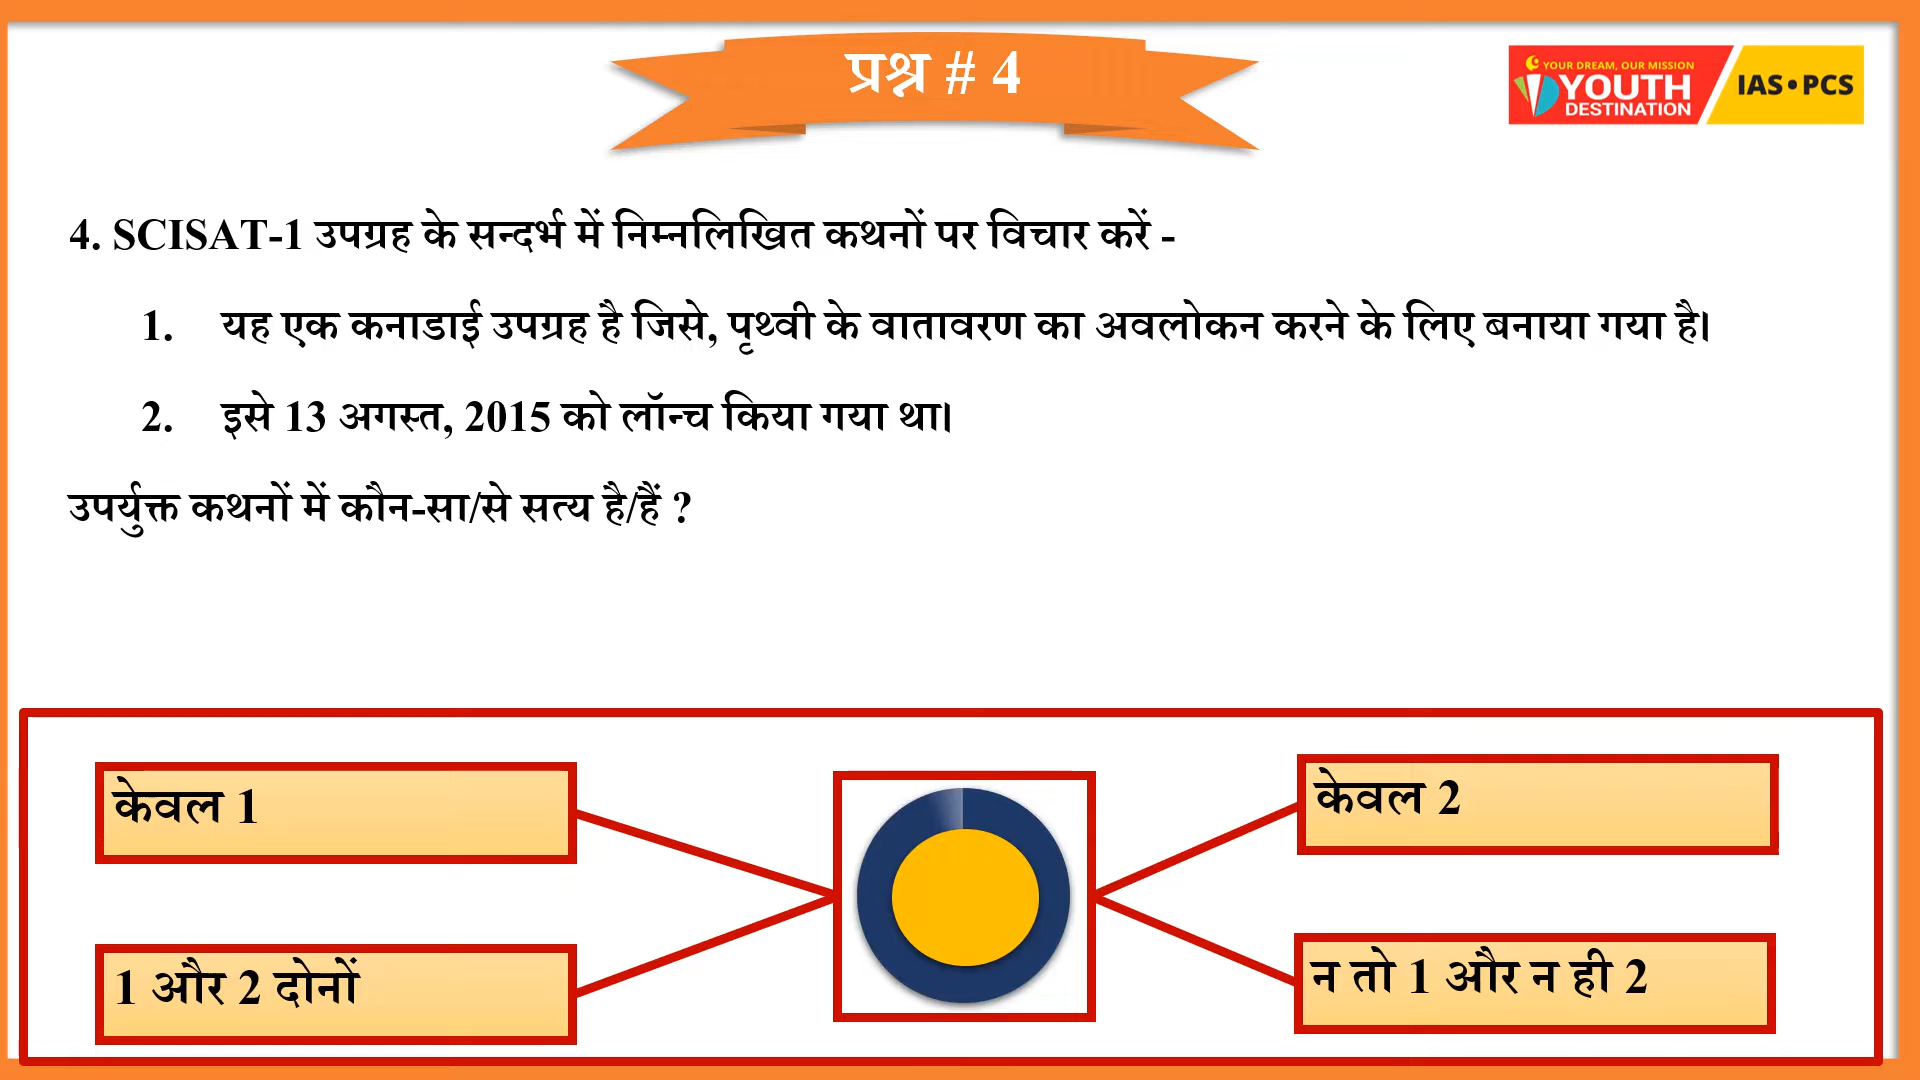 प्रश्न # 4
YOUR DREAM, OUR MISSION
YOUTH
DESTINATION
IAS•PCS
4. SCISAT-1 उपग्रह के सन्दर्भ में निम्नलिखित कथनों पर विचार करें -
1. यह एक कनाडाई उपग्रह है जिसे, पृथ्वी के वातावरण का अवलोकन करने के लिए बनाया गया है।
2. इसे 13 अगस्त, 2015 को लॉन्च किया गया था।
उपर्युक्त कथनों में कौन-सा/से सत्य है/हैं ?
केवल 1
केवल 2
1 और 2 दोनों
न तो 1 और न ही 2